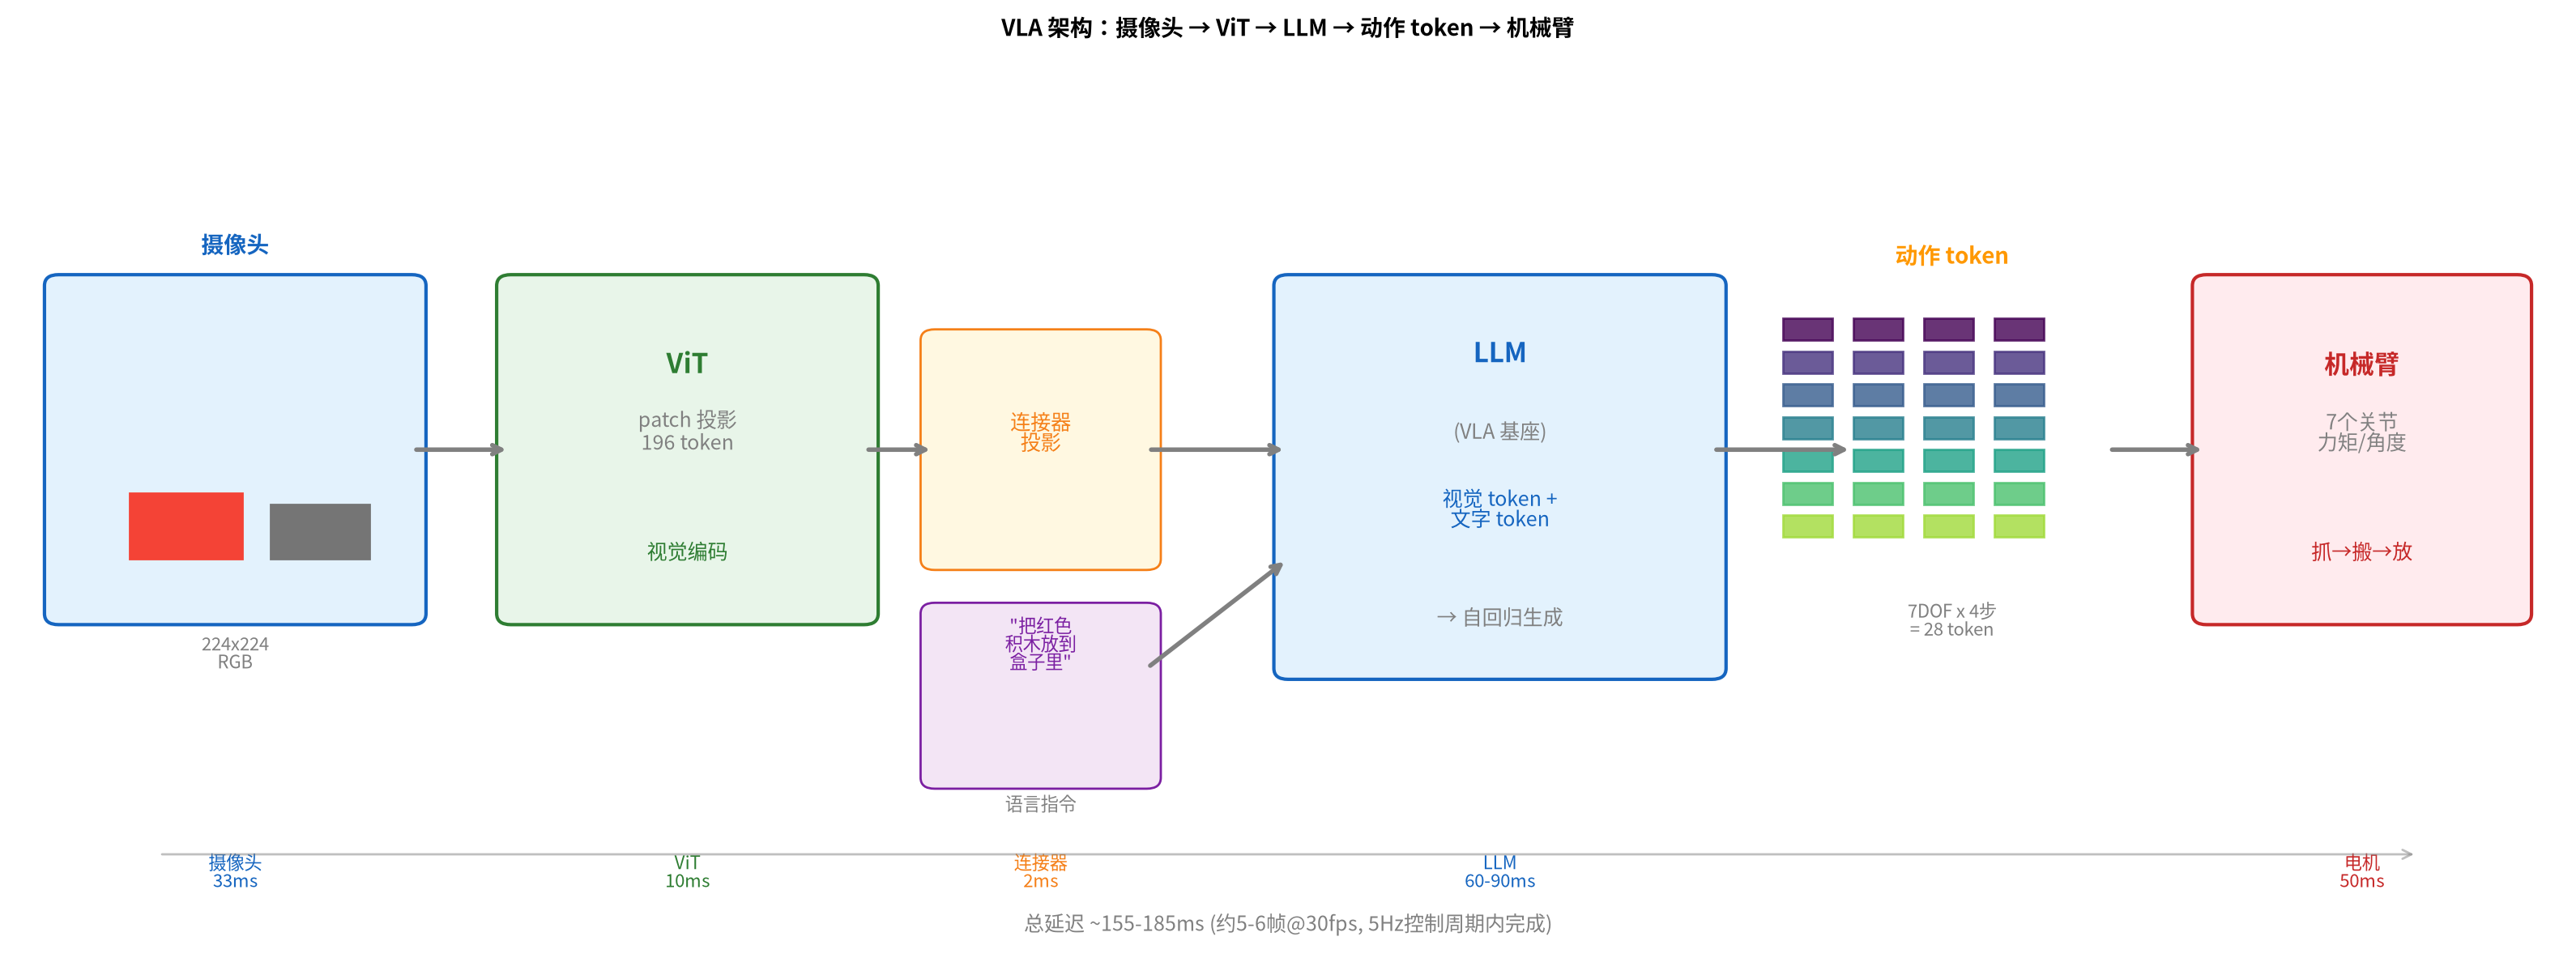 VLA 架构：摄像头 → ViT → LLM → 动作 token → 机械臂
摄像头
224x224
RGB
ViT
patch 投影
196 token
视觉编码
连接器
投影
"把红色
积木放到
盒子里"
语言指令
LLM
(VLA 基座)
视觉 token +
文字 token
→ 自回归生成
动作 token
7DOF x 4步
= 28 token
机械臂
7个关节
力矩/角度
抓→搬→放
摄像头
33ms
ViT
10ms
连接器
2ms
LLM
60-90ms
电机
50ms
总延迟 ~155-185ms (约5-6帧@30fps, 5Hz控制周期内完成)